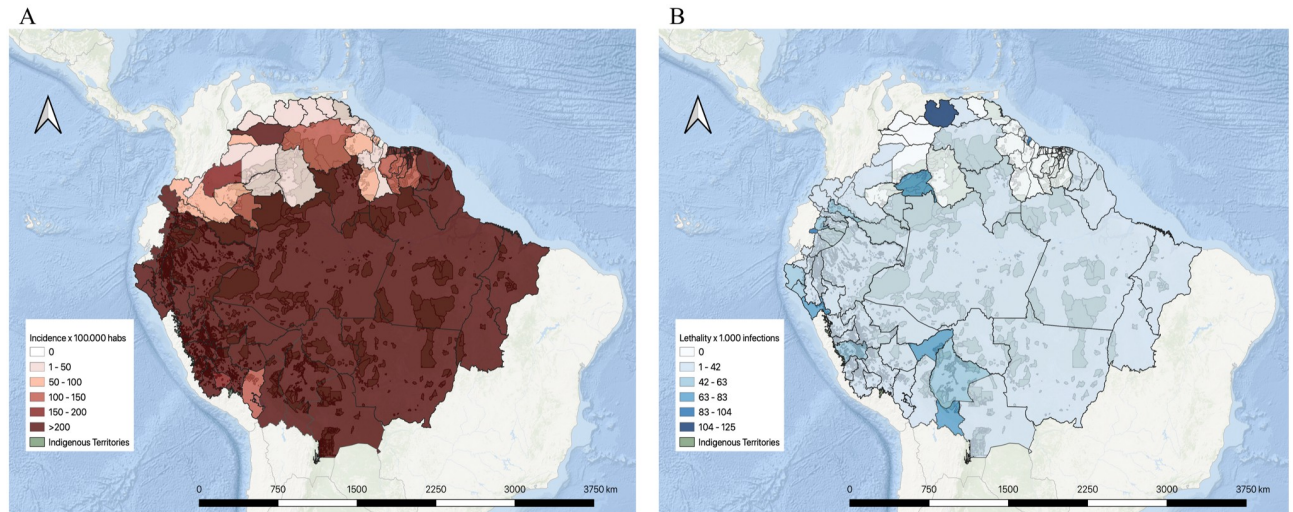 A
Incidence x 100.000 habs
0
1 - 50
50 - 100
100 - 150
150 - 200
>200
Indigenous Territories
0 750 1500 2250 3000 3750 km
B
Lethality x 1.000 infections
0
1 - 42
42 - 63
63 - 83
83 - 104
104 - 125
Indigenous Territories
0 750 1500 2250 3000 3750 km